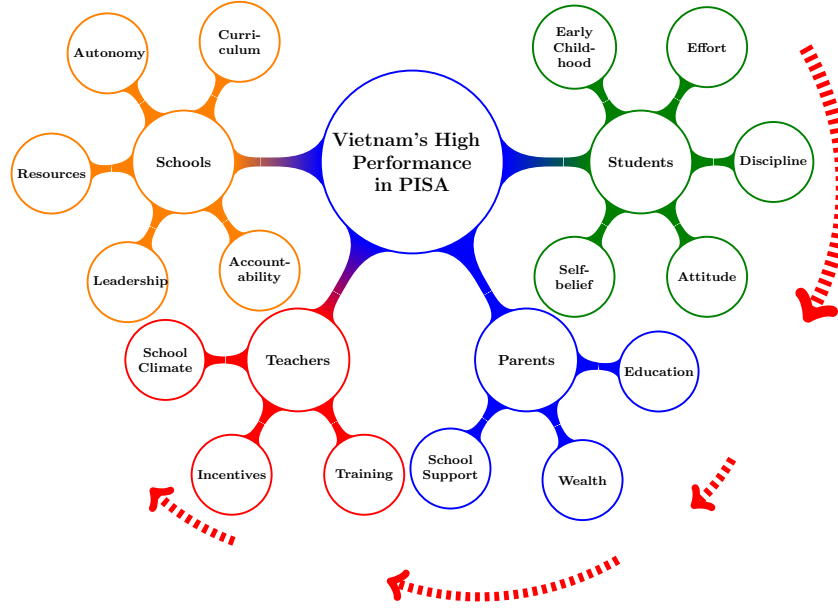 Vietnam's High
Performance
in PISA
Schools
Curri-
culum
Autonomy
Resources
Leadership
Account-
ability
Students
Early
Child-
hood
Effort
Discipline
Attitude
Self-
belief
Teachers
School
Climate
Incentives
Training
Parents
School
Support
Wealth
Education